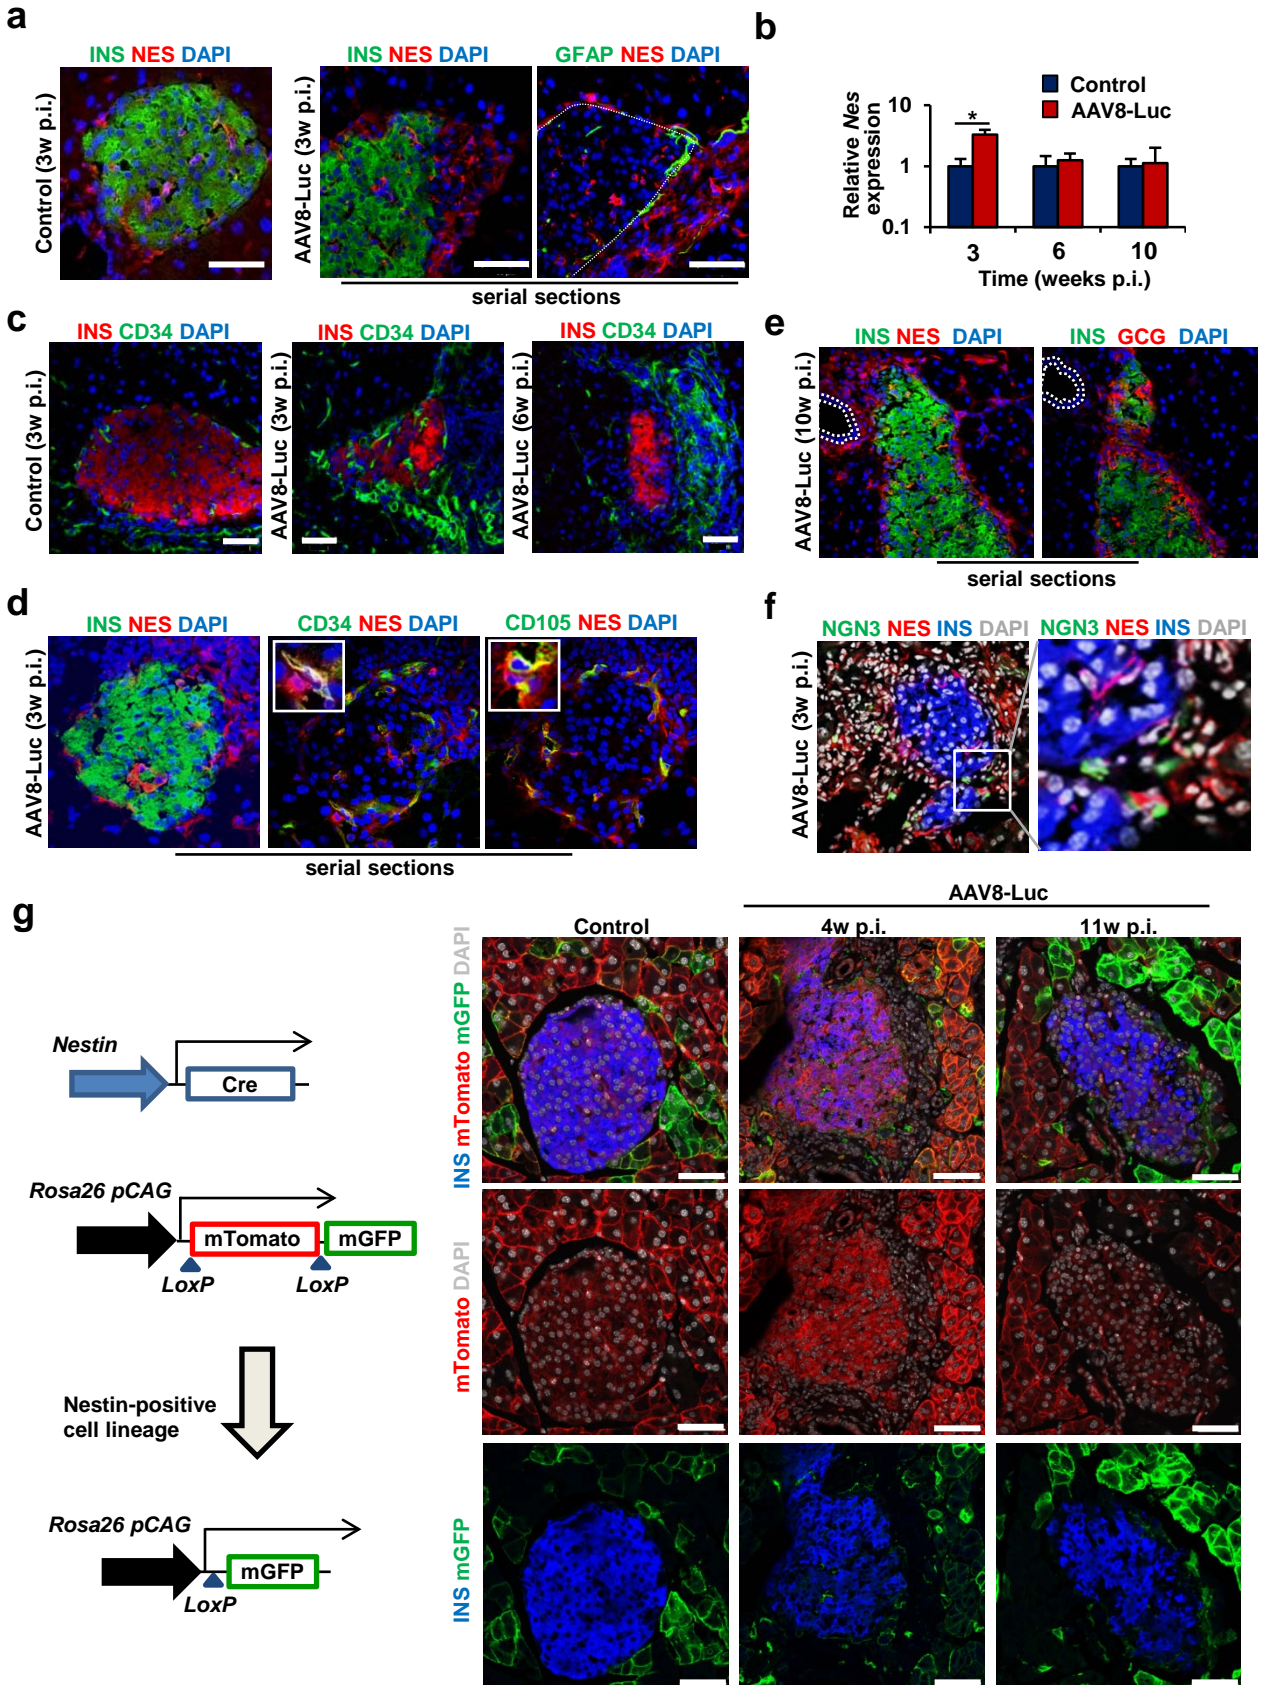 a
INS NES DAPI
INS NES DAPI
GFAP NES DAPI
Control (3w p.i.)
AAV8-Luc (3w p.i.)
serial sections
b
Control
AAV8-Luc
Relative Nes
expression
10
1
0.1
*
3
6
10
Time (weeks p.i.)
c
INS CD34 DAPI
INS CD34 DAPI
INS CD34 DAPI
Control (3w p.i.)
AAV8-Luc (3w p.i.)
AAV8-Luc (6w p.i.)
e
INS NES DAPI
INS GCG DAPI
AAV8-Luc (10w p.i.)
serial sections
d
INS NES DAPI
CD34 NES DAPI
CD105 NES DAPI
AAV8-Luc (3w p.i.)
serial sections
f
NGN3 NES INS DAPI
NGN3 NES INS DAPI
AAV8-Luc (3w p.i.)
g
AAV8-Luc
Control
4w p.i.
11w p.i.
INS mTomato mGFP DAPI
mTomato DAPI
INS mGFP
Nestin
Cre
Rosa26 pCAG
mTomato
mGFP
LoxP
LoxP
Nestin-positive
cell lineage
Rosa26 pCAG
mGFP
LoxP